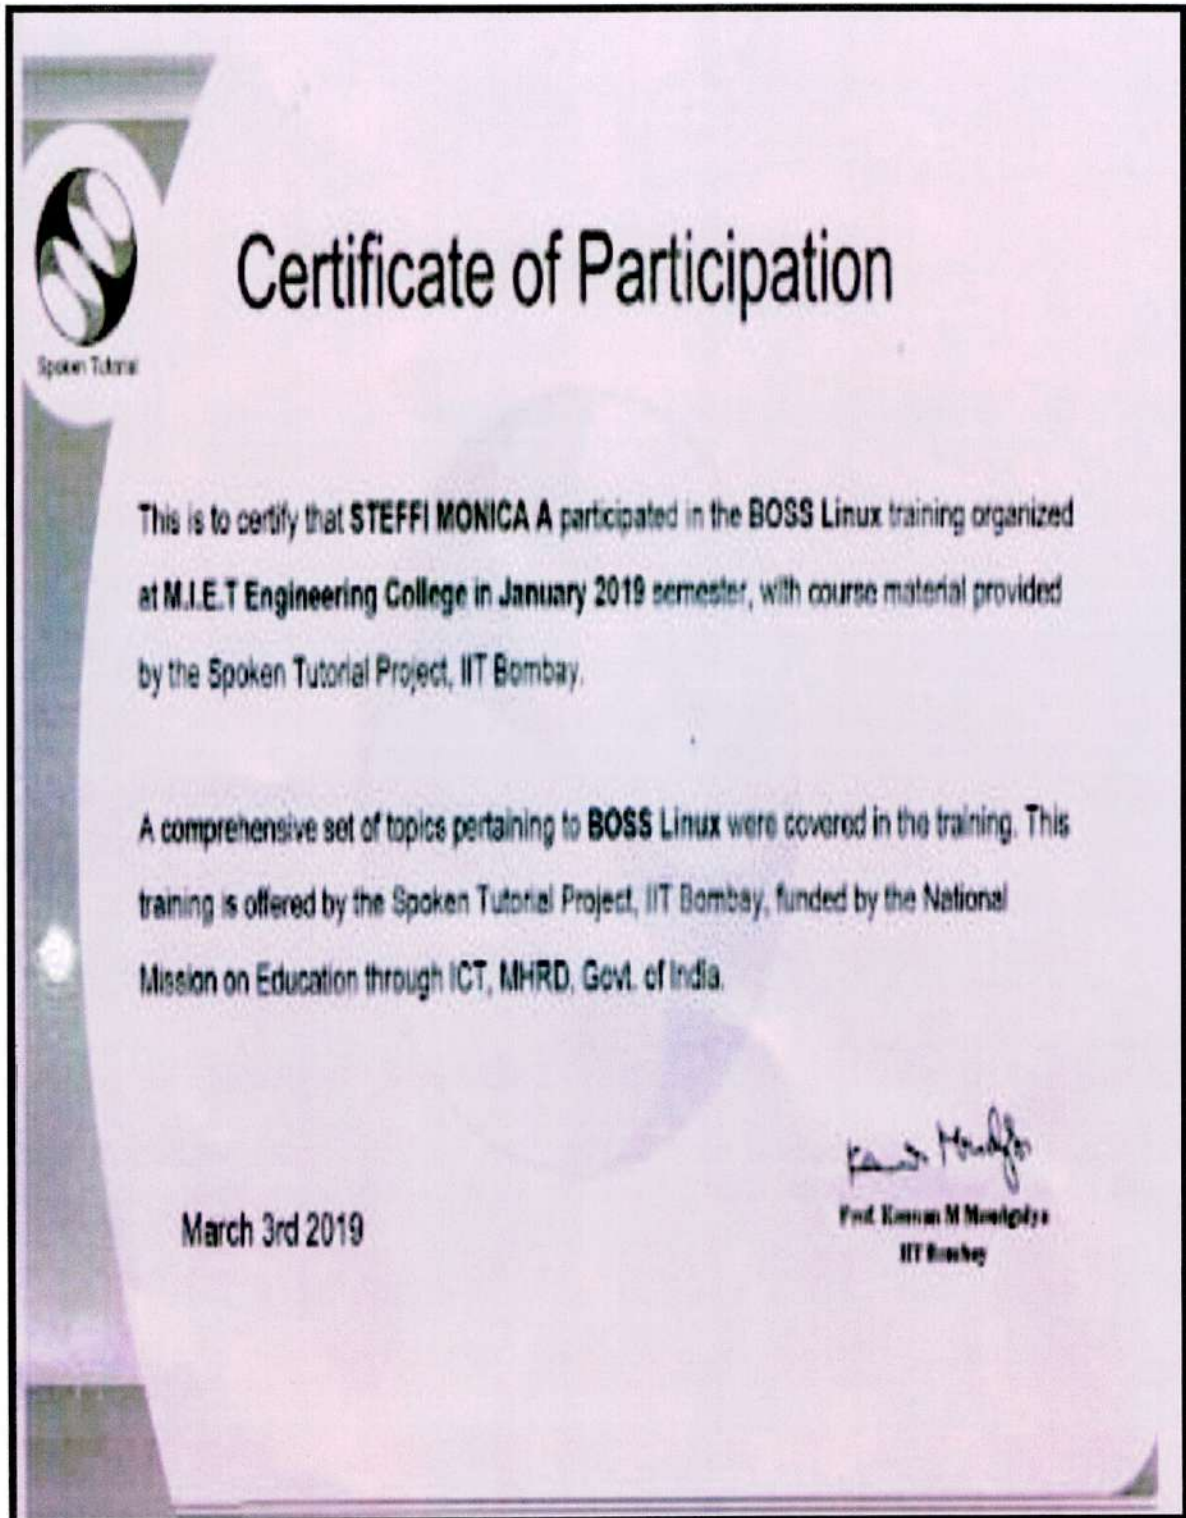 Spoken Tutorial
Certificate of Participation
This is to certify that STEFFI MONICA A participated in the BOSS Linux training organized
at M.I.E.T Engineering College in January 2019 semester, with course material provided
by the Spoken Tutorial Project, IIT Bombay.
A comprehensive set of topics pertaining to BOSS Linux were covered in the training. This
training is offered by the Spoken Tutorial Project, IIT Bombay, funded by the National
Mission on Education through ICT, MHRD, Govt. of India.
March 3rd 2019
Prof. Kannan M Moudgalya
IIT Bombay